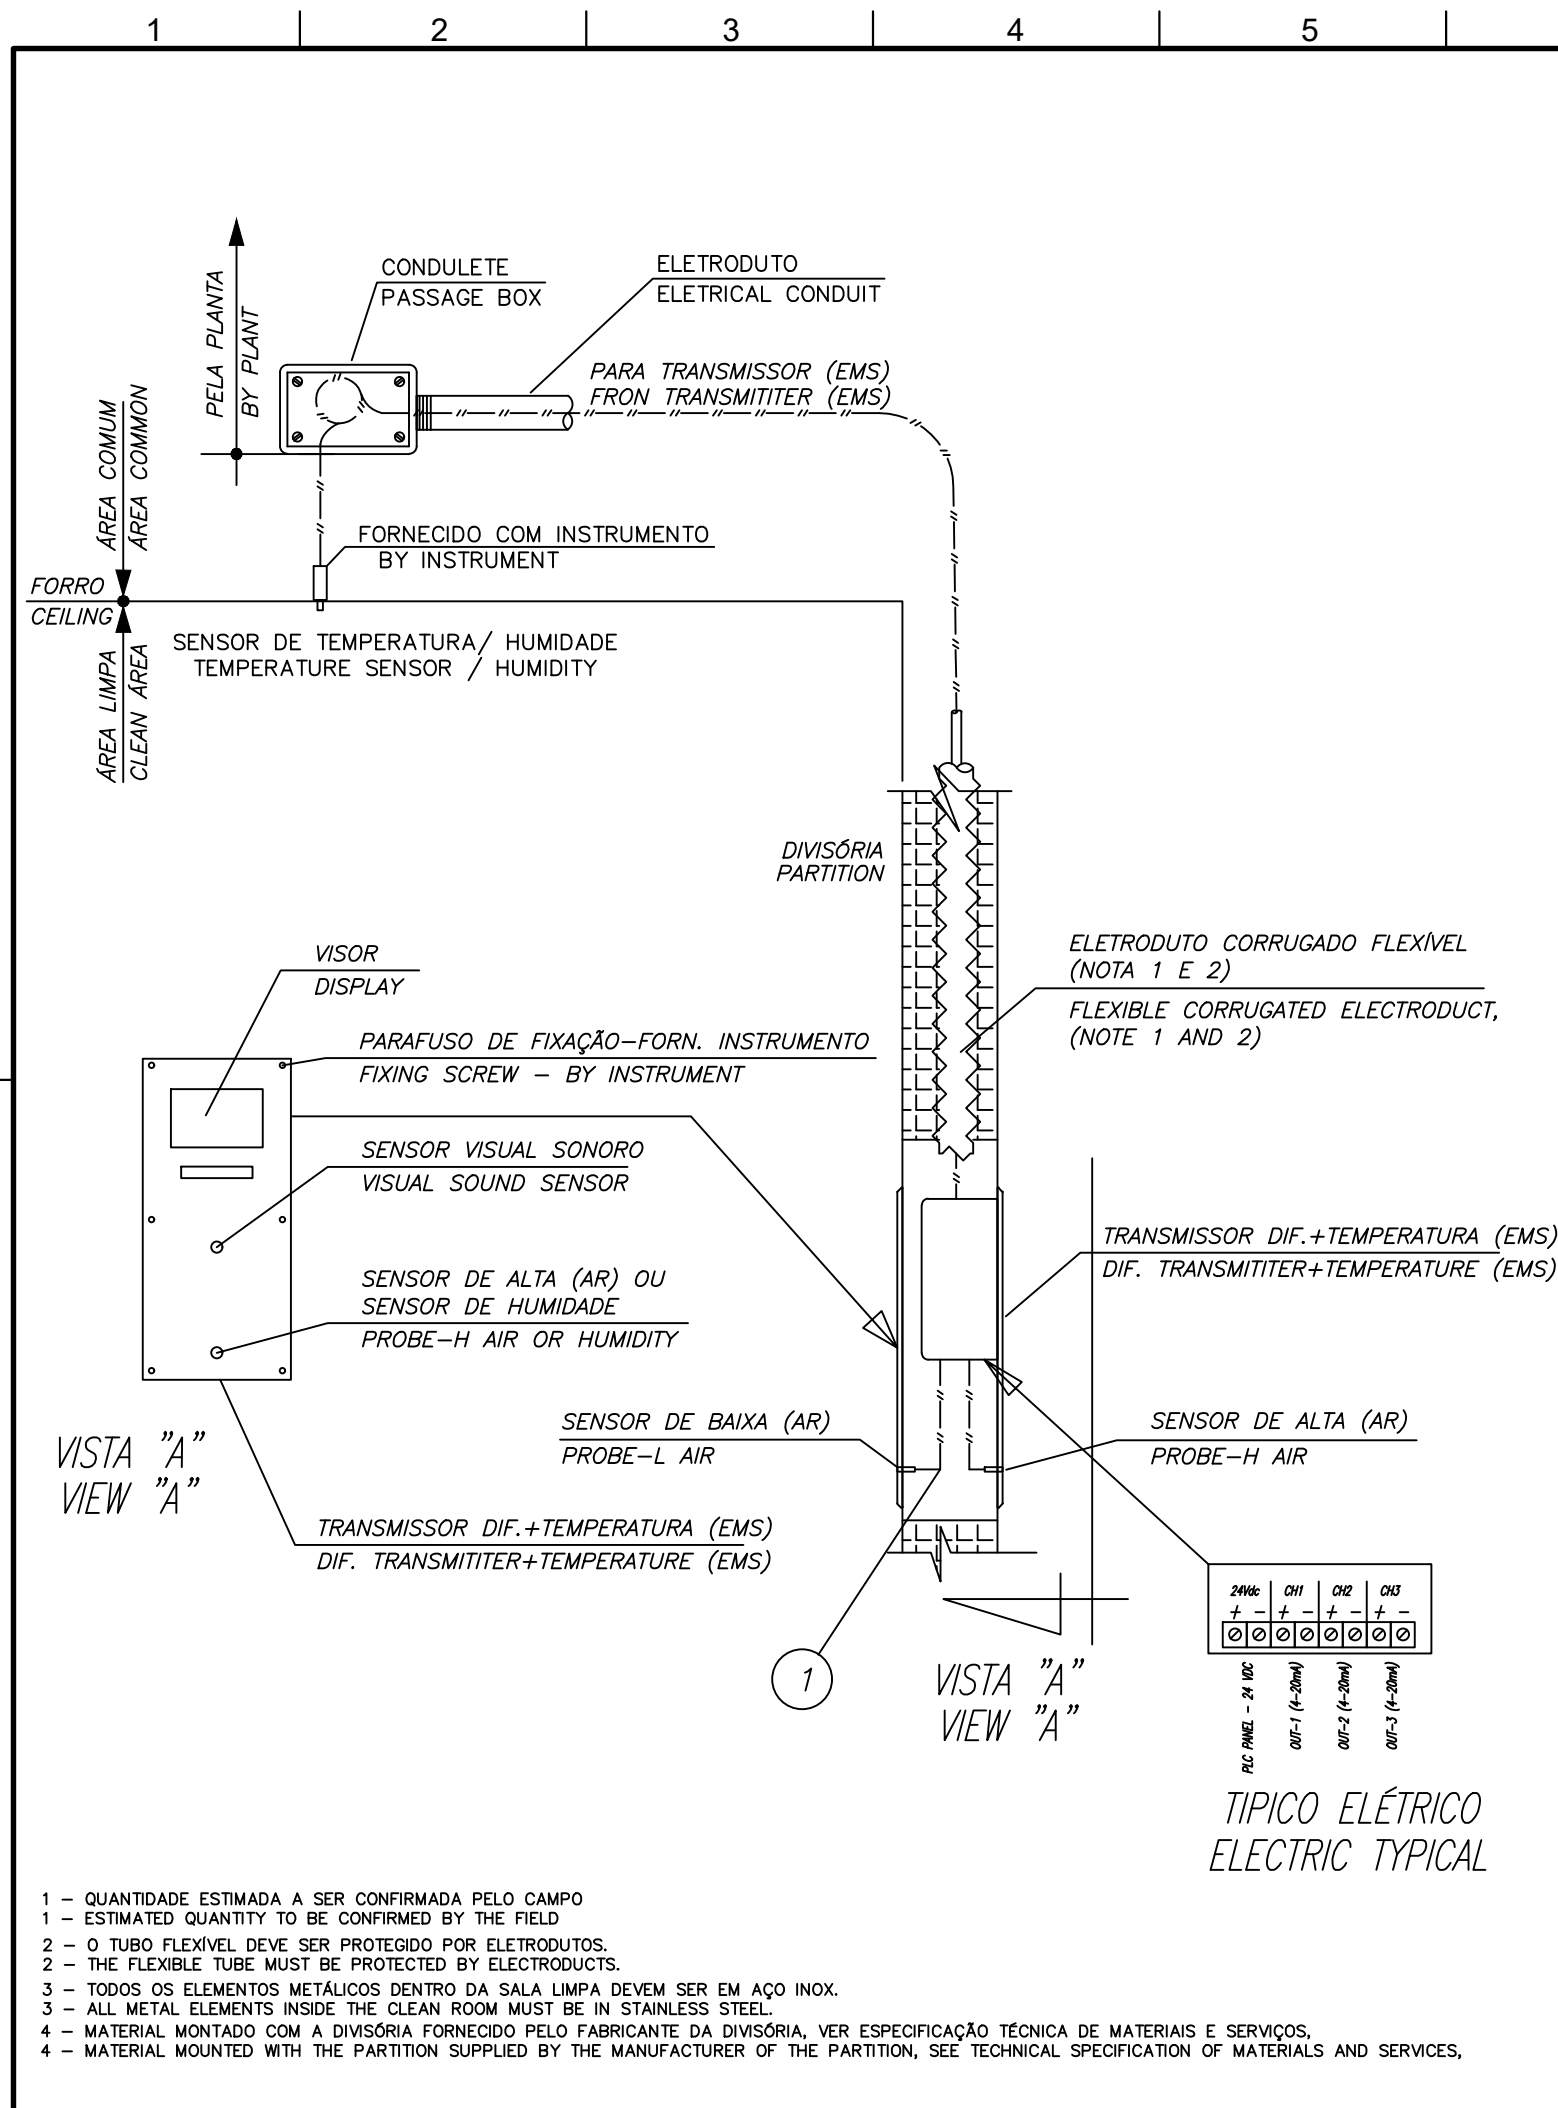 1 2 3 4 5
CONDULETE
PASSAGE BOX
ELETRODUTO
ELETRICAL CONDUIT
PELA PLANTA
BY PLANT
PARA TRANSMISSOR (EMS)
FRON TRANSMITITER (EMS)
ÁREA COMUM
ÁREA COMMON
FORNECIDO COM INSTRUMENTO
BY INSTRUMENT
FORRO
CEILING
SENSOR DE TEMPERATURA/ HUMIDADE
TEMPERATURE SENSOR / HUMIDITY
ÁREA LIMPA
CLEAN ÁREA
DIVISÓRIA
PARTITION
ELETRODUTO CORRUGADO FLEXÍVEL
(NOTA 1 E 2)
FLEXIBLE CORRUGATED ELECTRODUCT,
(NOTE 1 AND 2)
VISOR
DISPLAY
PARAFUSO DE FIXAÇÃO-FORN. INSTRUMENTO
FIXING SCREW - BY INSTRUMENT
SENSOR VISUAL SONORO
VISUAL SOUND SENSOR
TRANSMISSOR DIF.+TEMPERATURA (EMS)
DIF. TRANSMITITER+TEMPERATURE (EMS)
SENSOR DE ALTA (AR) OU
SENSOR DE HUMIDADE
PROBE-H AIR OR HUMIDITY
SENSOR DE BAIXA (AR)
PROBE-L AIR
SENSOR DE ALTA (AR)
PROBE-H AIR
VISTA "A"
VIEW "A"
TRANSMISSOR DIF.+TEMPERATURA (EMS)
DIF. TRANSMITITER+TEMPERATURE (EMS)
1
VISTA "A"
VIEW "A"
24Vdc CH1 CH2 CH3
+ - + - + - + -
PLC PANEL - 24 VDC
OUT-1 (4-20mA)
OUT-2 (4-20mA)
OUT-3 (4-20mA)
TIPICO ELÉTRICO
ELECTRIC TYPICAL
1 - QUANTIDADE ESTIMADA A SER CONFIRMADA PELO CAMPO
1 - ESTIMATED QUANTITY TO BE CONFIRMED BY THE FIELD
2 - O TUBO FLEXÍVEL DEVE SER PROTEGIDO POR ELETRODUTOS.
2 - THE FLEXIBLE TUBE MUST BE PROTECTED BY ELECTRODUCTS.
3 - TODOS OS ELEMENTOS METÁLICOS DENTRO DA SALA LIMPA DEVEM SER EM AÇO INOX.
3 - ALL METAL ELEMENTS INSIDE THE CLEAN ROOM MUST BE IN STAINLESS STEEL.
4 - MATERIAL MONTADO COM A DIVISÓRIA FORNECIDO PELO FABRICANTE DA DIVISÓRIA, VER ESPECIFICAÇÃO TÉCNICA DE MATERIAIS E SERVIÇOS,
4 - MATERIAL MOUNTED WITH THE PARTITION SUPPLIED BY THE MANUFACTURER OF THE PARTITION, SEE TECHNICAL SPECIFICATION OF MATERIALS AND SERVICES,